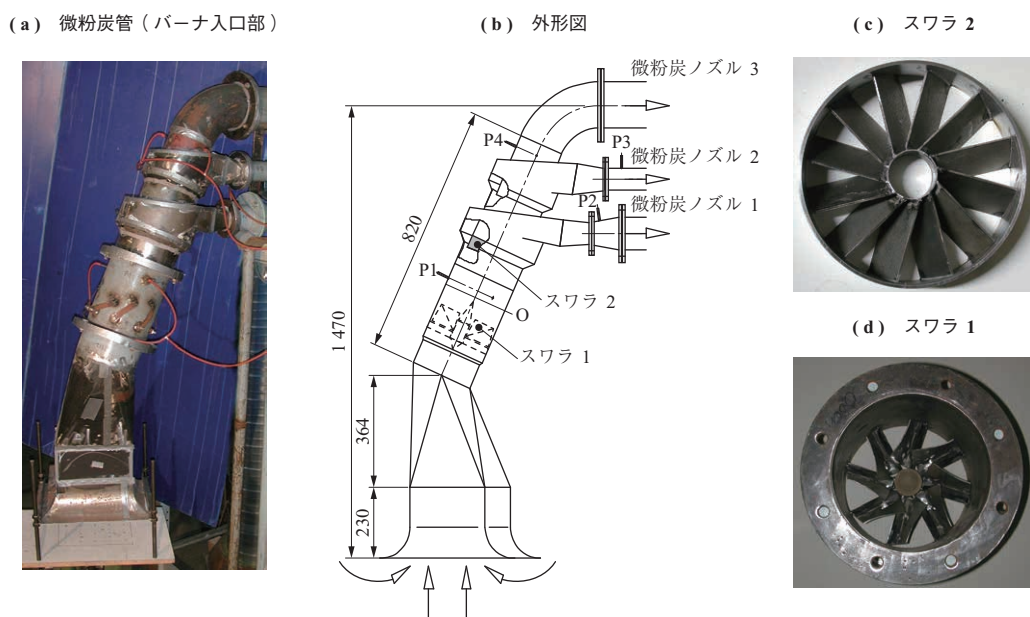 ( a ) 微粉炭管 ( バーナ入口部 )
( b ) 外形図
( c ) スワラ 2
微粉炭ノズル 3
P4
P3
微粉炭ノズル 2
微粉炭ノズル 1
P2
820
P1
スワラ 2
O
( d ) スワラ 1
スワラ 1
1 470
364
230